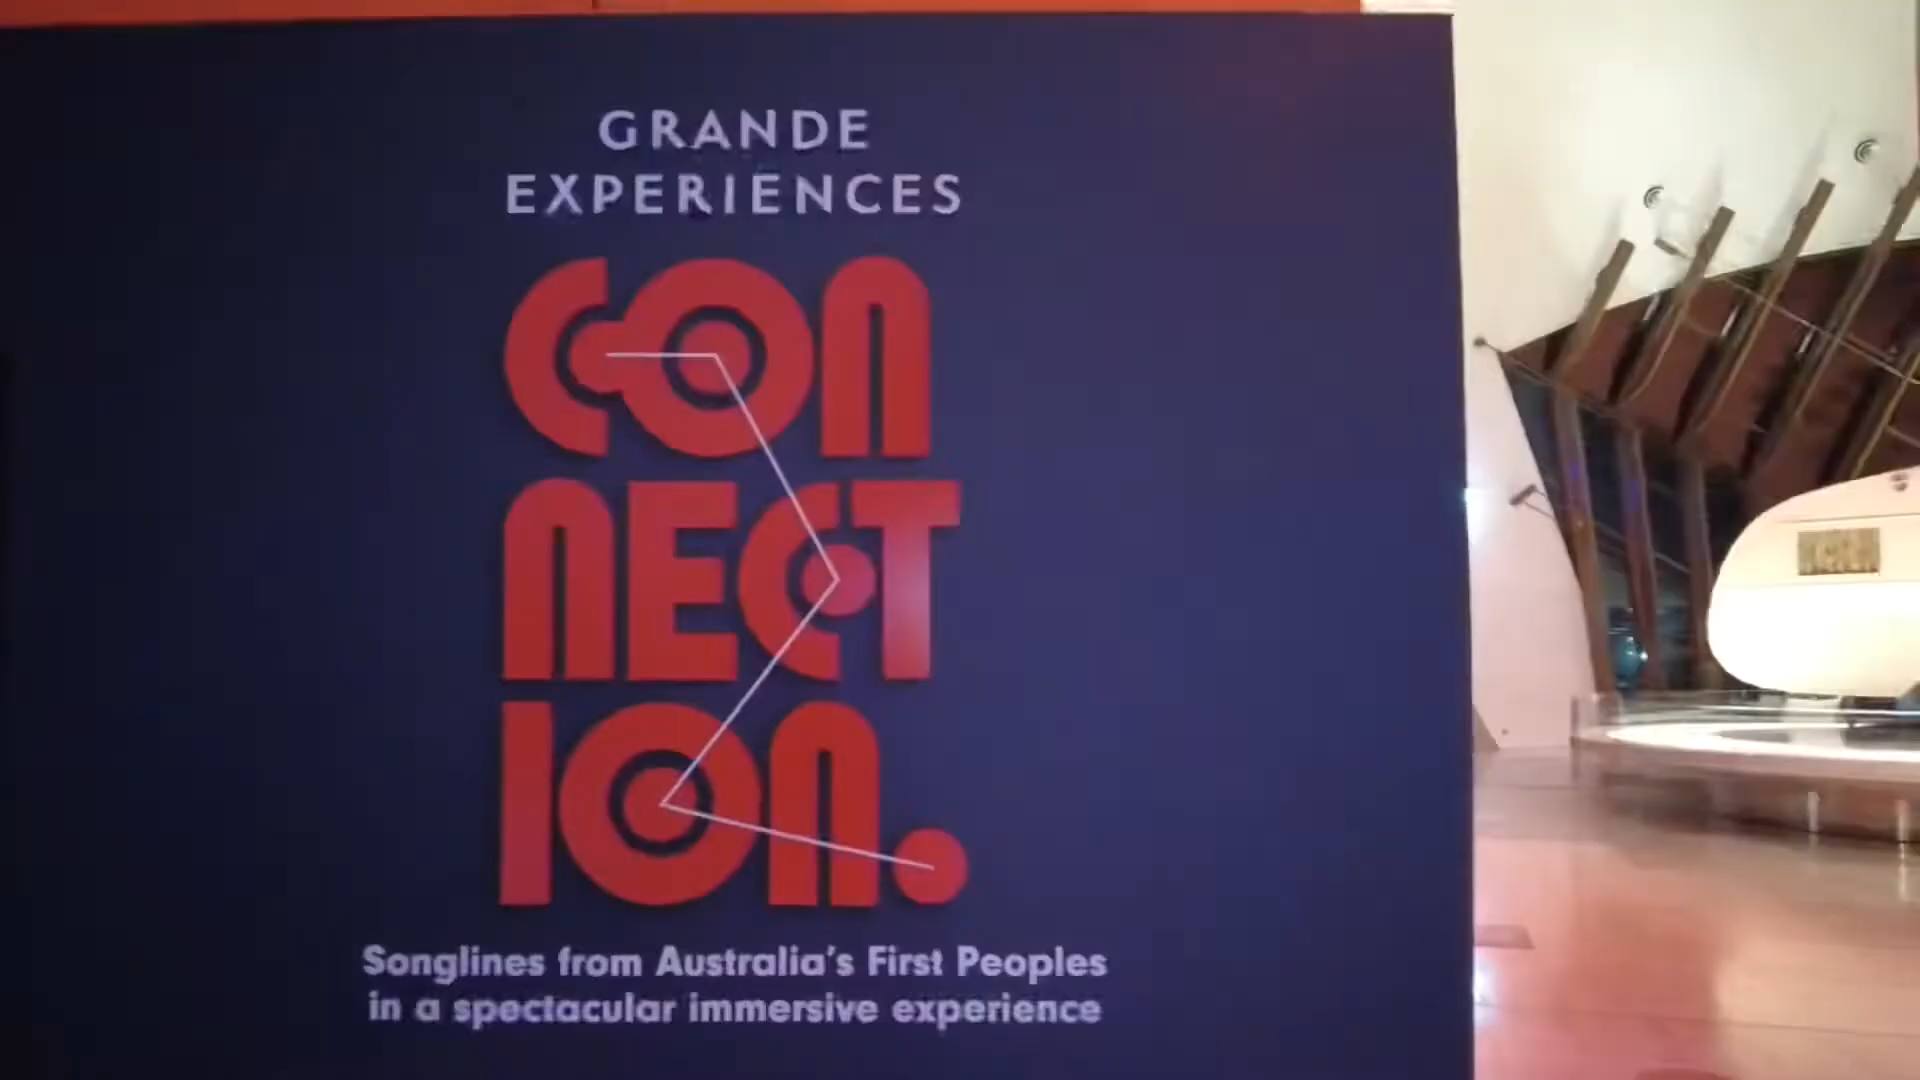 GRANDE
EXPERIENCES
CON
NECT
ION.
Songlines from Australia's First Peoples
in a spectacular immersive experience